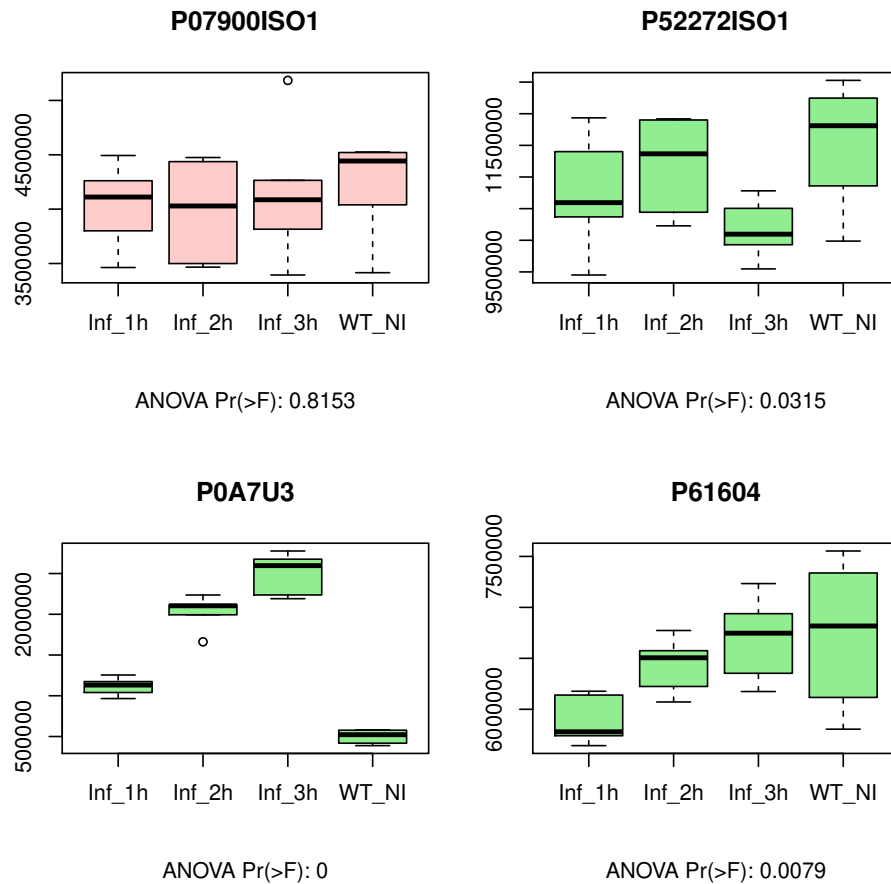 P07900ISO1
3500000 4500000
Inf_1h Inf_2h Inf_3h WT_NI
ANOVA Pr(>F): 0.8153
P52272ISO1
9500000 11500000
Inf_1h Inf_2h Inf_3h WT_NI
ANOVA Pr(>F): 0.0315
P0A7U3
500000 2000000
Inf_1h Inf_2h Inf_3h WT_NI
ANOVA Pr(>F): 0
P61604
6000000 7500000
Inf_1h Inf_2h Inf_3h WT_NI
ANOVA Pr(>F): 0.0079